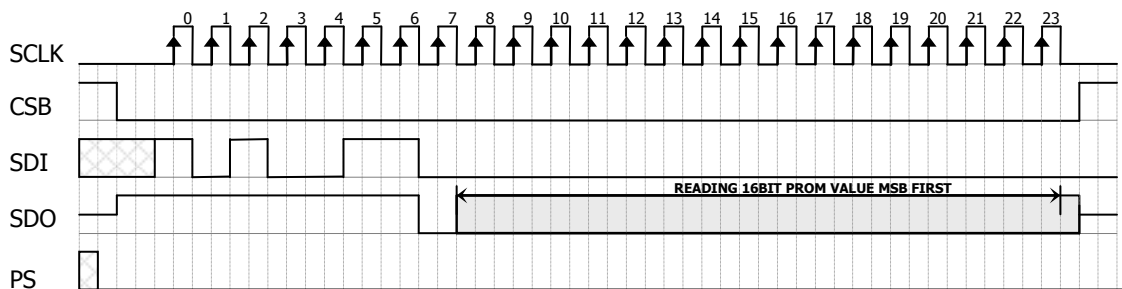 0 1 2 3 4 5 6 7 8 9 10 11 12 13 14 15 16 17 18 19 20 21 22 23
SCLK
CSB
SDI
READING 16BIT PROM VALUE MSB FIRST
SDO
PS